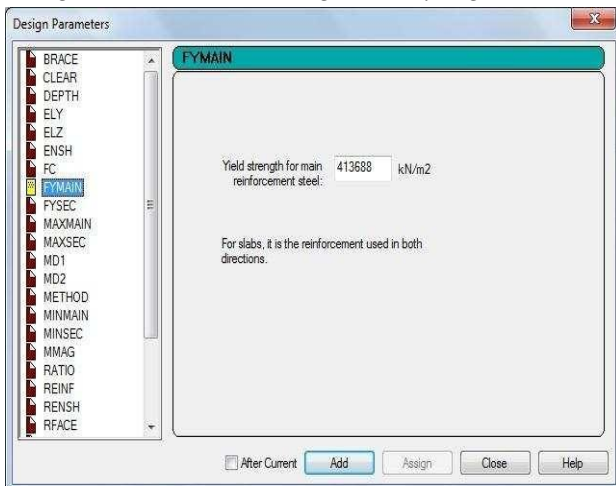 Design Parameters
BRACE
CLEAR
DEPTH
ELY
ELZ
ENSH
FC
FYMAIN
FYSEC
MAXMAIN
MAXSEC
MD1
MD2
METHOD
MINMAIN
MINSEC
MMAG
RATIO
REINF
RENSH
RFACE
FYMAIN
Yield strength for main
reinforcement steel:
413688 kN/m2
For slabs, it is the reinforcement used in both
directions.
After Current Add Assign Close Help